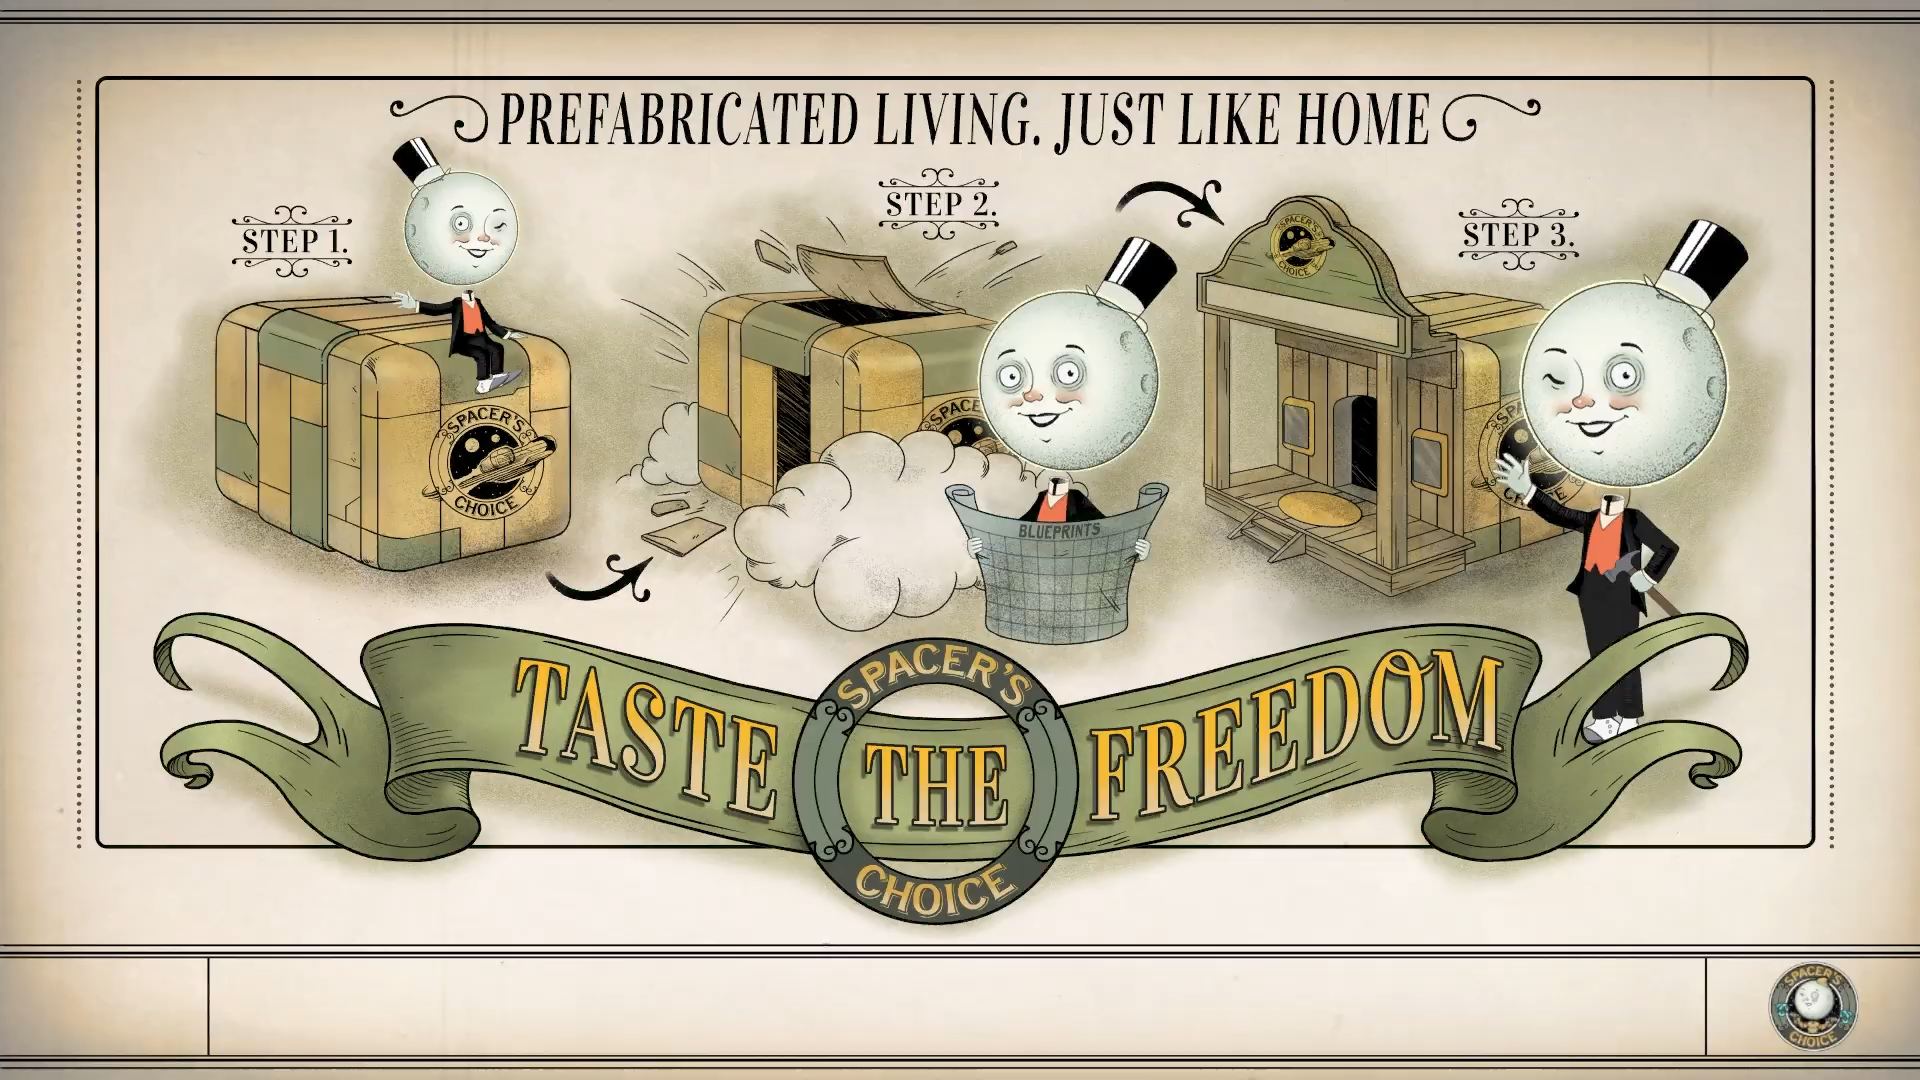 PREFABRICATED LIVING. JUST LIKE HOME
STEP 1.
STEP 2.
STEP 3.
SPACER'S
CHOICE
SPACER'S
CHOICE
BLUEPRINTS
TASTE THE FREEDOM
SPACER'S
CHOICE
SPACER'S
CHOICE